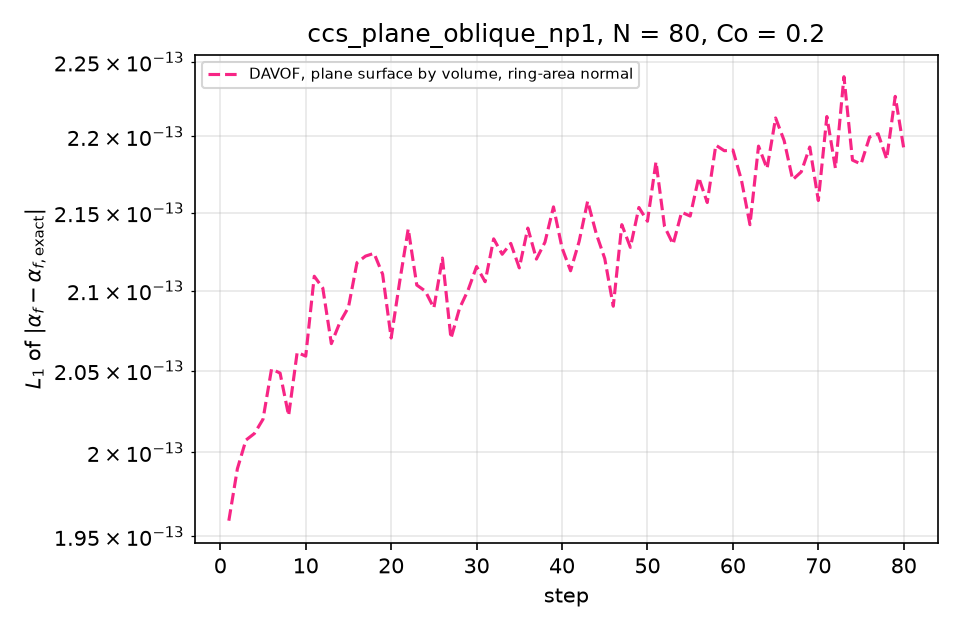 ccs_plane_oblique_np1, N = 80, Co = 0.2
DAVOF, plane surface by volume, ring-area normal
2.25 × 10⁻¹³
2.2 × 10⁻¹³
2.15 × 10⁻¹³
2.1 × 10⁻¹³
2.05 × 10⁻¹³
2 × 10⁻¹³
1.95 × 10⁻¹³
L₁ of |α_f − α_{f, exact}|
0 10 20 30 40 50 60 70 80
step